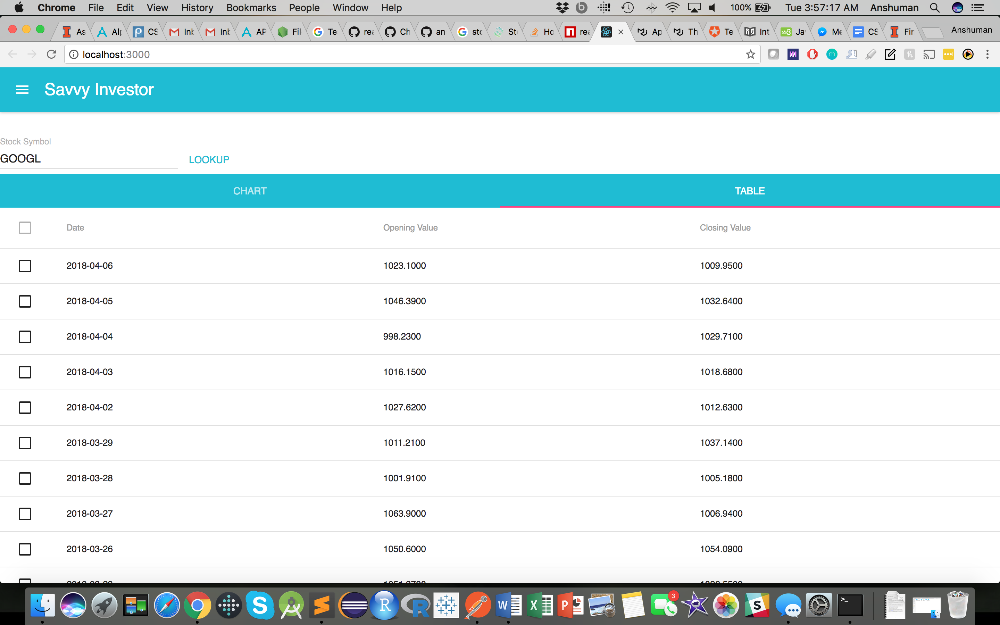 Chrome File Edit View History Bookmarks People Window Help 100% Tue 3:57:17 AM Anshuman
As Alp CS Inb Inb AP Fil Te rea Ch an sto Sto Ho rea Ap Th Te Int Ja Me CS Fir Anshuman
localhost:3000
Savvy Investor
Stock Symbol
GOOGL LOOKUP
CHART TABLE
Date Opening Value Closing Value
2018-04-06 1023.1000 1009.9500
2018-04-05 1046.3900 1032.6400
2018-04-04 998.2300 1029.7100
2018-04-03 1016.1500 1018.6800
2018-04-02 1027.6200 1012.6300
2018-03-29 1011.2100 1037.1400
2018-03-28 1001.9100 1005.1800
2018-03-27 1063.9000 1006.9400
2018-03-26 1050.6000 1054.0900
3